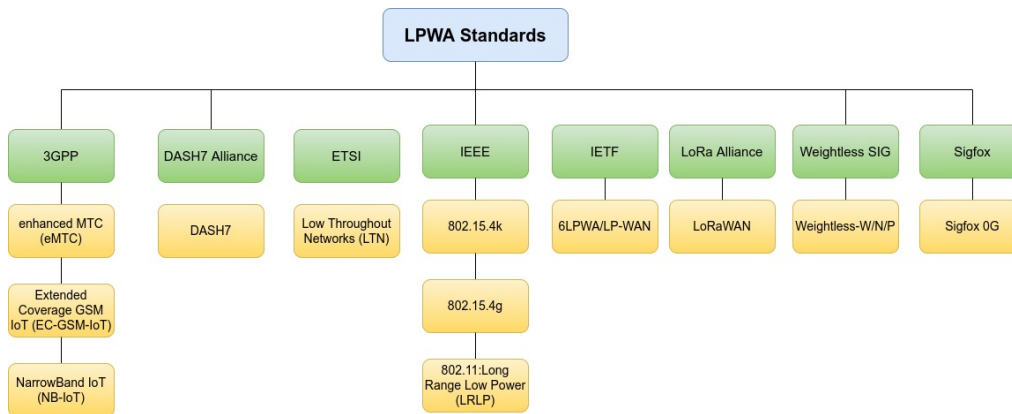 LPWA Standards
3GPP
DASH7 Alliance
ETSI
IEEE
IETF
LoRa Alliance
Weightless SIG
Sigfox
enhanced MTC
(eMTC)
DASH7
Low Throughout
Networks (LTN)
802.15.4k
6LPWA/LP-WAN
LoRaWAN
Weightless-W/N/P
Sigfox 0G
Extended
Coverage GSM
IoT (EC-GSM-IoT)
802.15.4g
NarrowBand IoT
(NB-IoT)
802.11:Long
Range Low Power
(LRLP)